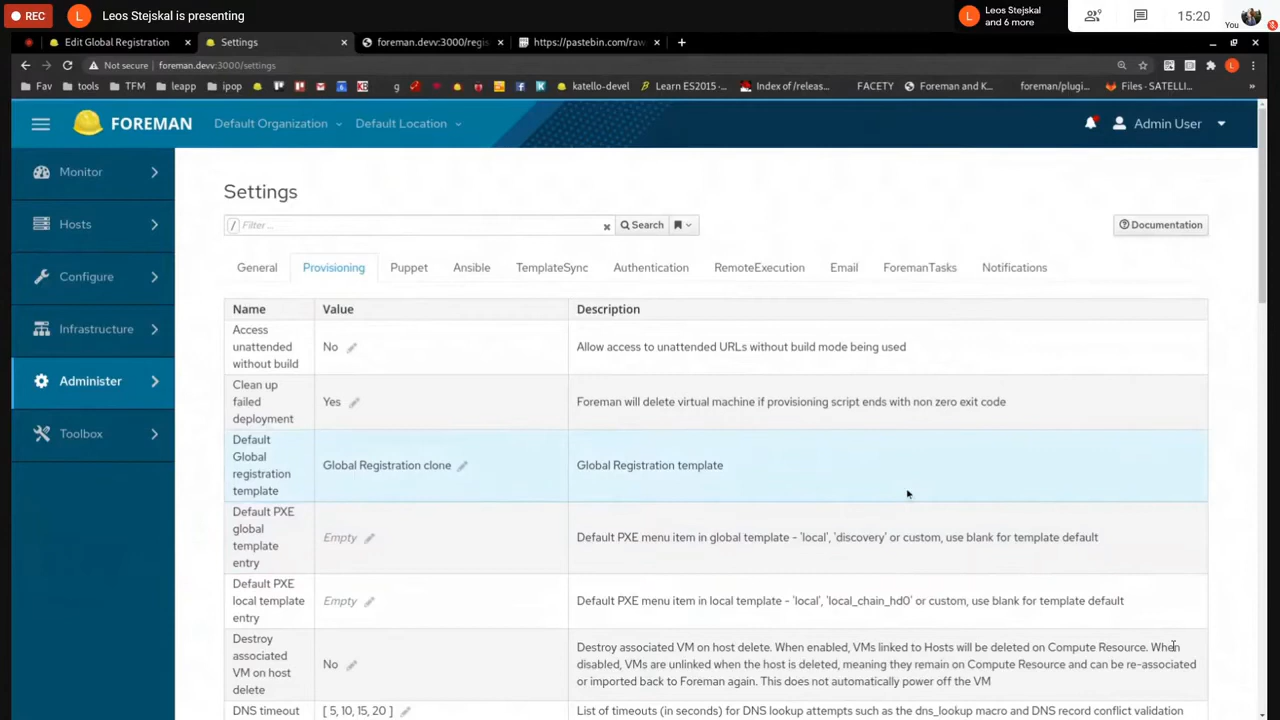 REC
L
Leos Stejskal is presenting
L
Leos Stejskal
and 6 more
9
15:20
You
Edit Global Registration
Settings
foreman.devv:3000/regis
https://pastebin.com/raw
Not secure
foreman.devv:3000/settings
L
Fav
tools
TFM
leapp
ipop
g
katello-devel
Learn ES2015 -...
Index of /releas...
FACETY
Foreman and K...
foreman/plugi...
Files - SATELLI...
»
FOREMAN
Default Organization
Default Location
Admin User
Monitor
Hosts
Configure
Infrastructure
Administer
Toolbox
Settings
/
Filter ...
Search
Documentation
General
Provisioning
Puppet
Ansible
TemplateSync
Authentication
RemoteExecution
Email
ForemanTasks
Notifications
Name
Value
Description
Access
unattended
without build
No
Allow access to unattended URLs without build mode being used
Clean up
failed
deployment
Yes
Foreman will delete virtual machine if provisioning script ends with non zero exit code
Default
Global
registration
template
Global Registration clone
Global Registration template
Default PXE
global
template
entry
Empty
Default PXE menu item in global template - 'local', 'discovery' or custom, use blank for template default
Default PXE
local template
entry
Empty
Default PXE menu item in local template - 'local', 'local_chain_hd0' or custom, use blank for template default
Destroy
associated
VM on host
delete
No
Destroy associated VM on host delete. When enabled, VMs linked to Hosts will be deleted on Compute Resource. When
disabled, VMs are unlinked when the host is deleted, meaning they remain on Compute Resource and can be re-associated
or imported back to Foreman again. This does not automatically power off the VM
DNS timeout
[ 5, 10, 15, 20 ]
List of timeouts (in seconds) for DNS lookup attempts such as the dns_lookup macro and DNS record conflict validation